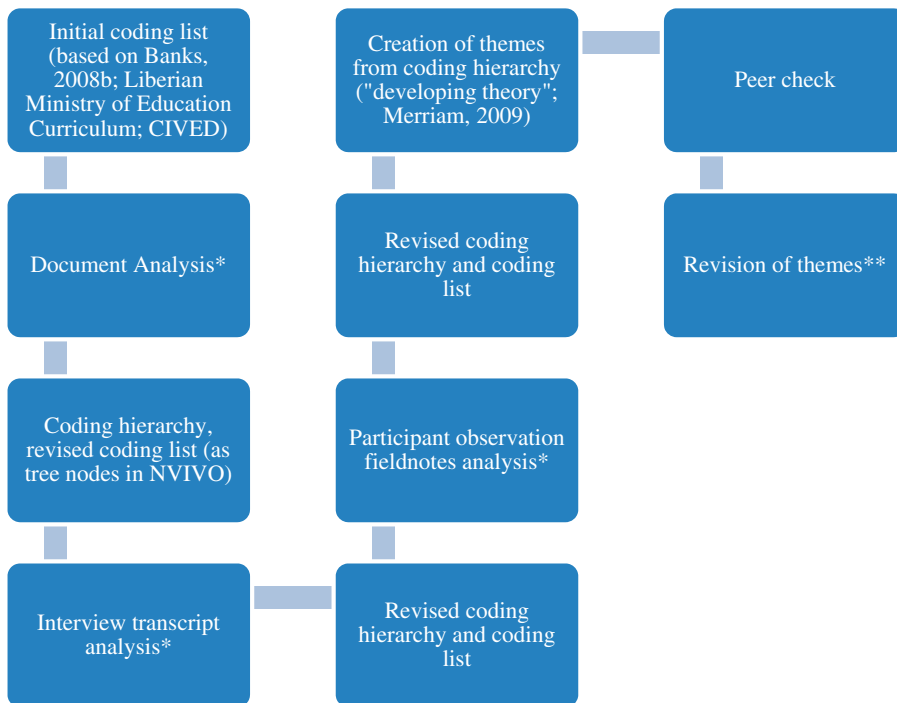 Initial coding list
(based on Banks,
2008b; Liberian
Ministry of Education
Curriculum; CIVED)
Document Analysis*
Coding hierarchy,
revised coding list (as
tree nodes in NVIVO)
Interview transcript
analysis*
Revised coding
hierarchy and coding
list
Participant observation
fieldnotes analysis*
Revised coding
hierarchy and coding
list
Creation of themes
from coding hierarchy
("developing theory";
Merriam, 2009)
Peer check
Revision of themes**